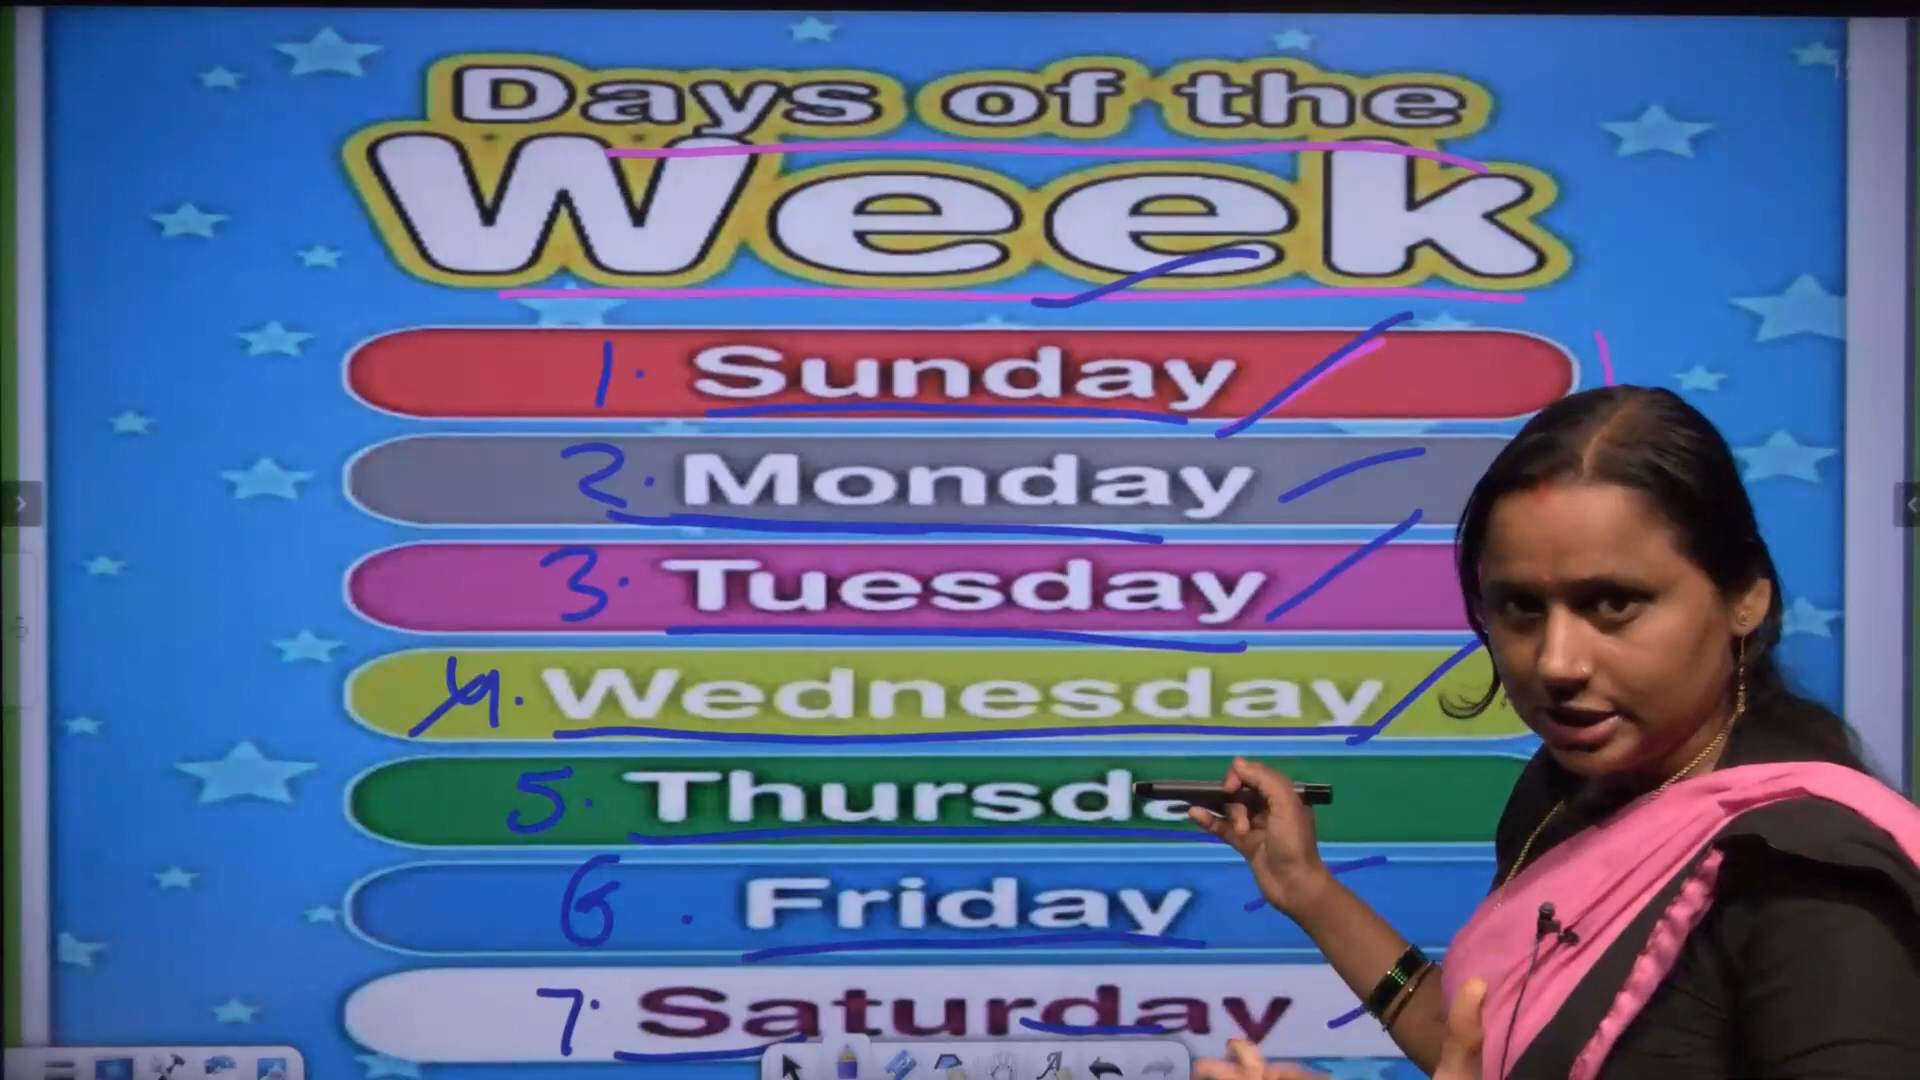 Days of the
Week
1. Sunday
2. Monday
3. Tuesday
4. Wednesday
5. Thursda
6. Friday
7. Saturday